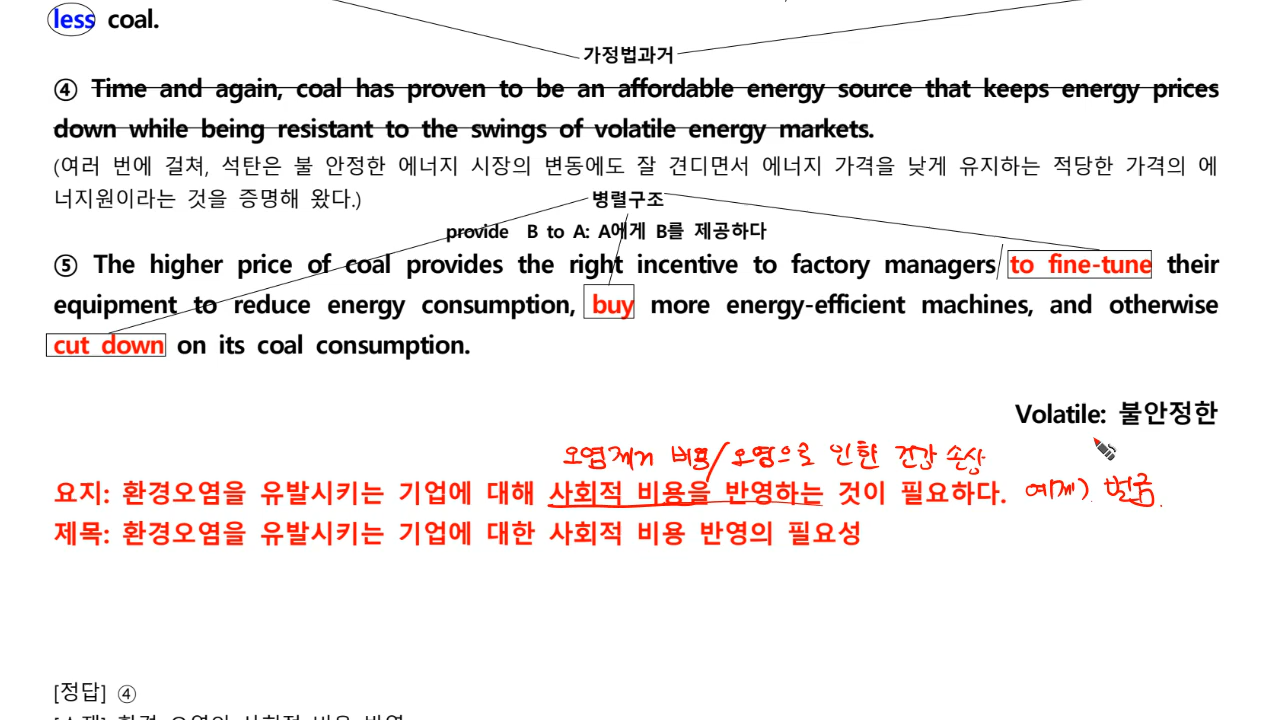 less coal.
가정법과거
④ Time and again, coal has proven to be an affordable energy source that keeps energy prices
down while being resistant to the swings of volatile energy markets.
(여러 번에 걸쳐, 석탄은 불 안정한 에너지 시장의 변동에도 잘 견디면서 에너지 가격을 낮게 유지하는 적당한 가격의 에
너지원이라는 것을 증명해 왔다.)
병렬구조
provide B to A: A에게 B를 제공하다
⑤ The higher price of coal provides the right incentive to factory managers to fine-tune their
equipment to reduce energy consumption, buy more energy-efficient machines, and otherwise
cut down on its coal consumption.
Volatile: 불안정한
오염제거 비용/오염으로 인한 건강 손상
요지: 환경오염을 유발시키는 기업에 대해 사회적 비용을 반영하는 것이 필요하다. 예제) 벌금.
제목: 환경오염을 유발시키는 기업에 대한 사회적 비용 반영의 필요성
[정답] ④